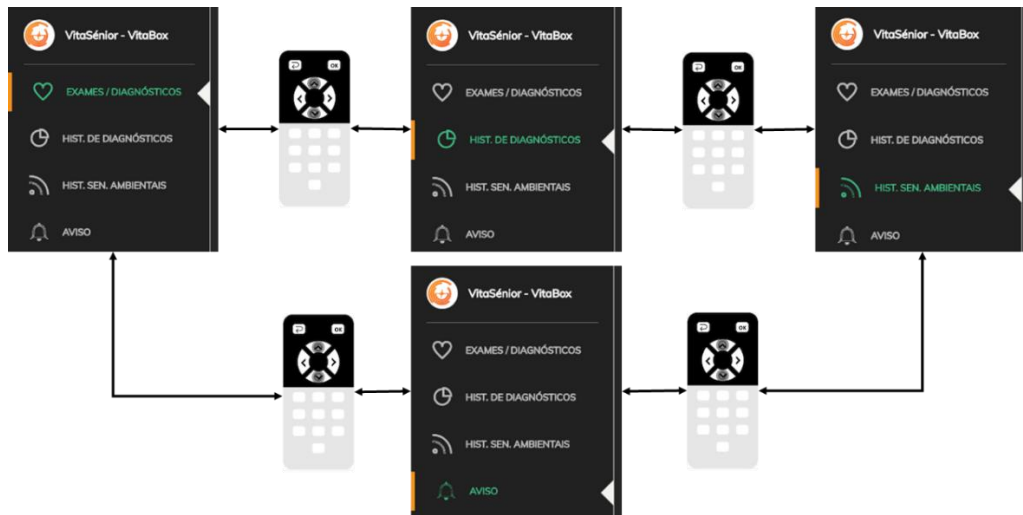 VitaSénior - VitaBox
EXAMES / DIAGNÓSTICOS
HIST. DE DIAGNÓSTICOS
HIST. SEN. AMBIENTAIS
AVISO
OK
VitaSénior - VitaBox
EXAMES / DIAGNÓSTICOS
HIST. DE DIAGNÓSTICOS
HIST. SEN. AMBIENTAIS
AVISO
OK
VitaSénior - VitaBox
EXAMES / DIAGNÓSTICOS
HIST. DE DIAGNÓSTICOS
HIST. SEN. AMBIENTAIS
AVISO
OK
VitaSénior - VitaBox
EXAMES / DIAGNÓSTICOS
HIST. DE DIAGNÓSTICOS
HIST. SEN. AMBIENTAIS
AVISO
OK